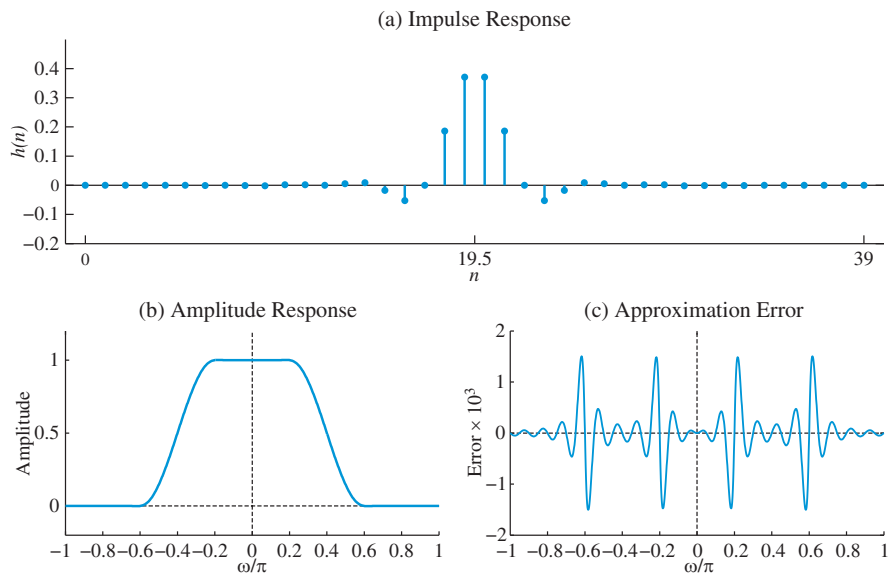 (a) Impulse Response
0.4
0.3
0.2
0.1
0
−0.1
−0.2
h(n)
0 19.5 39
n
(b) Amplitude Response
1
0.5
0
Amplitude
−1 −0.8 −0.6 −0.4 −0.2 0 0.2 0.4 0.6 0.8 1
ω/π
(c) Approximation Error
2
1
0
−1
−2
Error × 10³
−1 −0.8 −0.6 −0.4 −0.2 0 0.2 0.4 0.6 0.8 1
ω/π